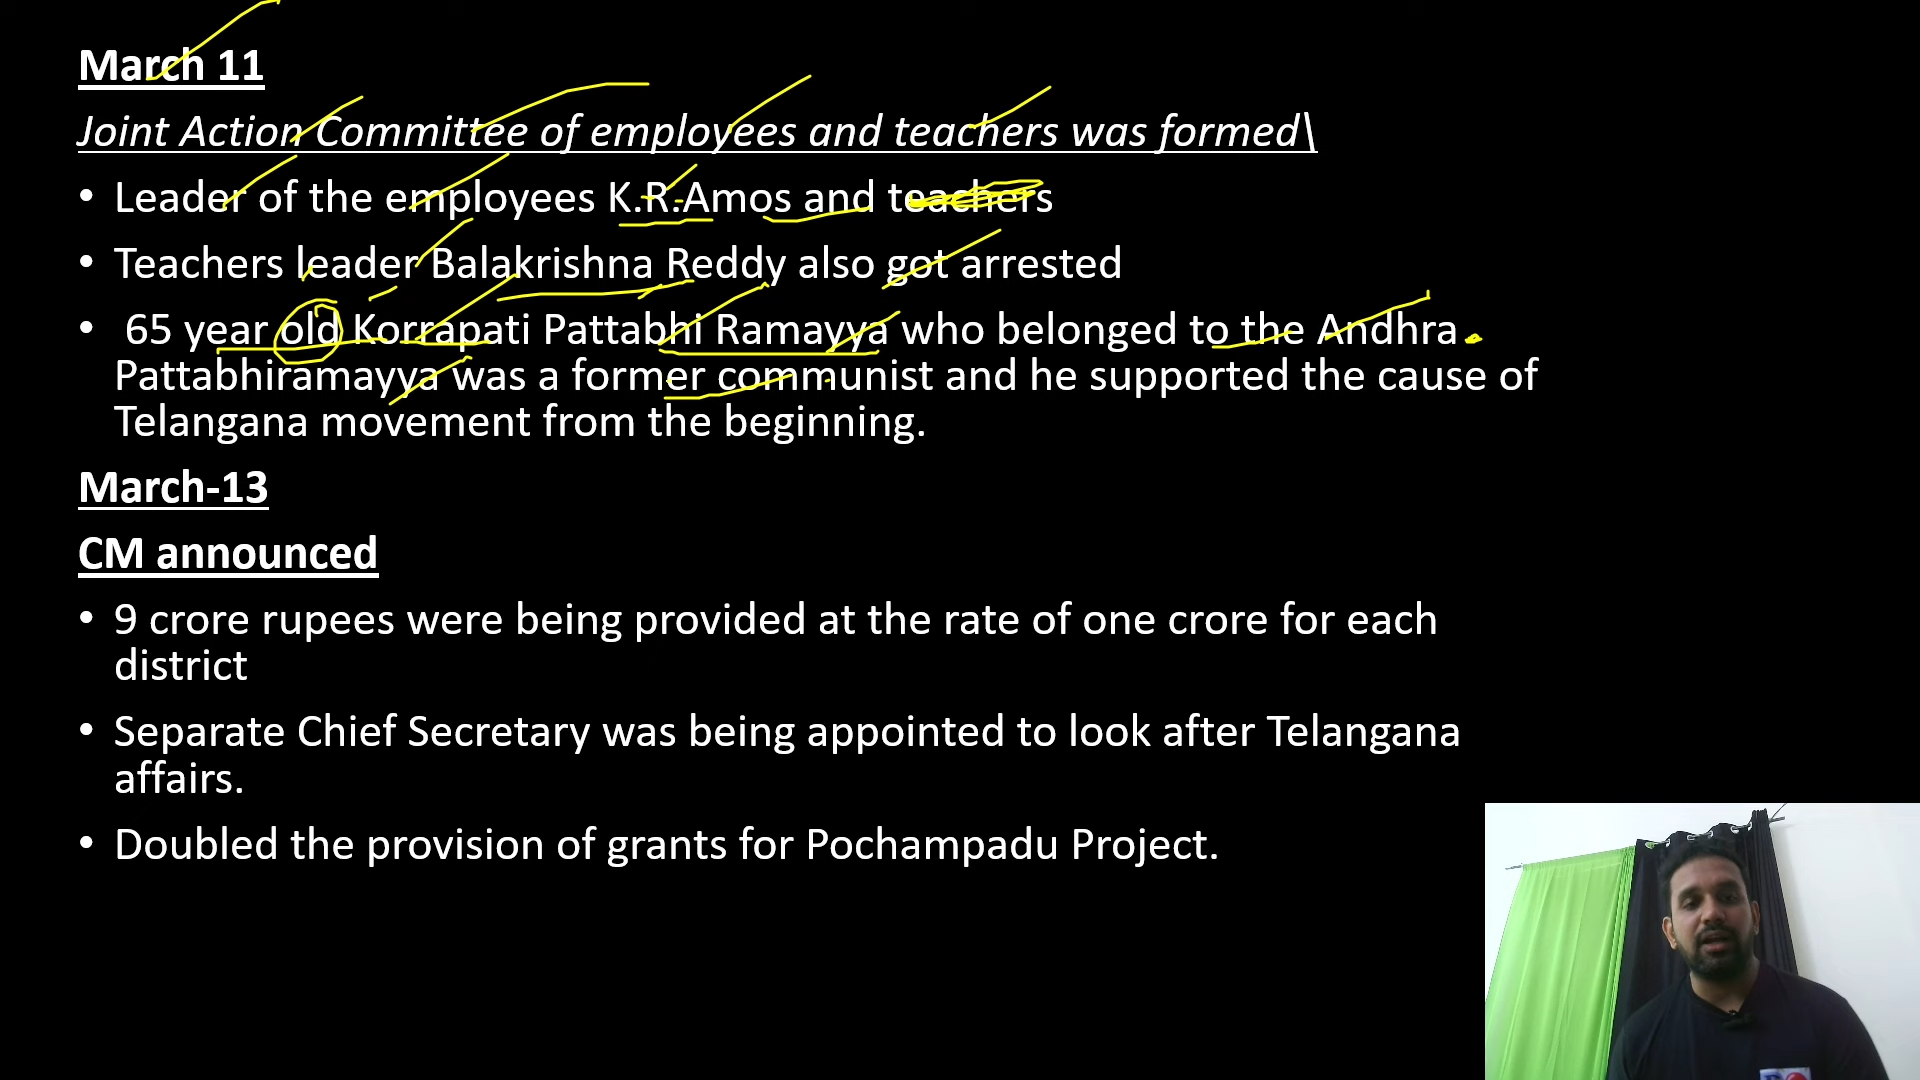 March 11
Joint Action Committee of employees and teachers was formed\
• Leader of the employees K.R.Amos and teachers
• Teachers leader Balakrishna Reddy also got arrested
• 65 year old Korrapati Pattabhi Ramayya who belonged to the Andhra.
Pattabhiramayya was a former communist and he supported the cause of
Telangana movement from the beginning.
March-13
CM announced
• 9 crore rupees were being provided at the rate of one crore for each
district
• Separate Chief Secretary was being appointed to look after Telangana
affairs.
• Doubled the provision of grants for Pochampadu Project.